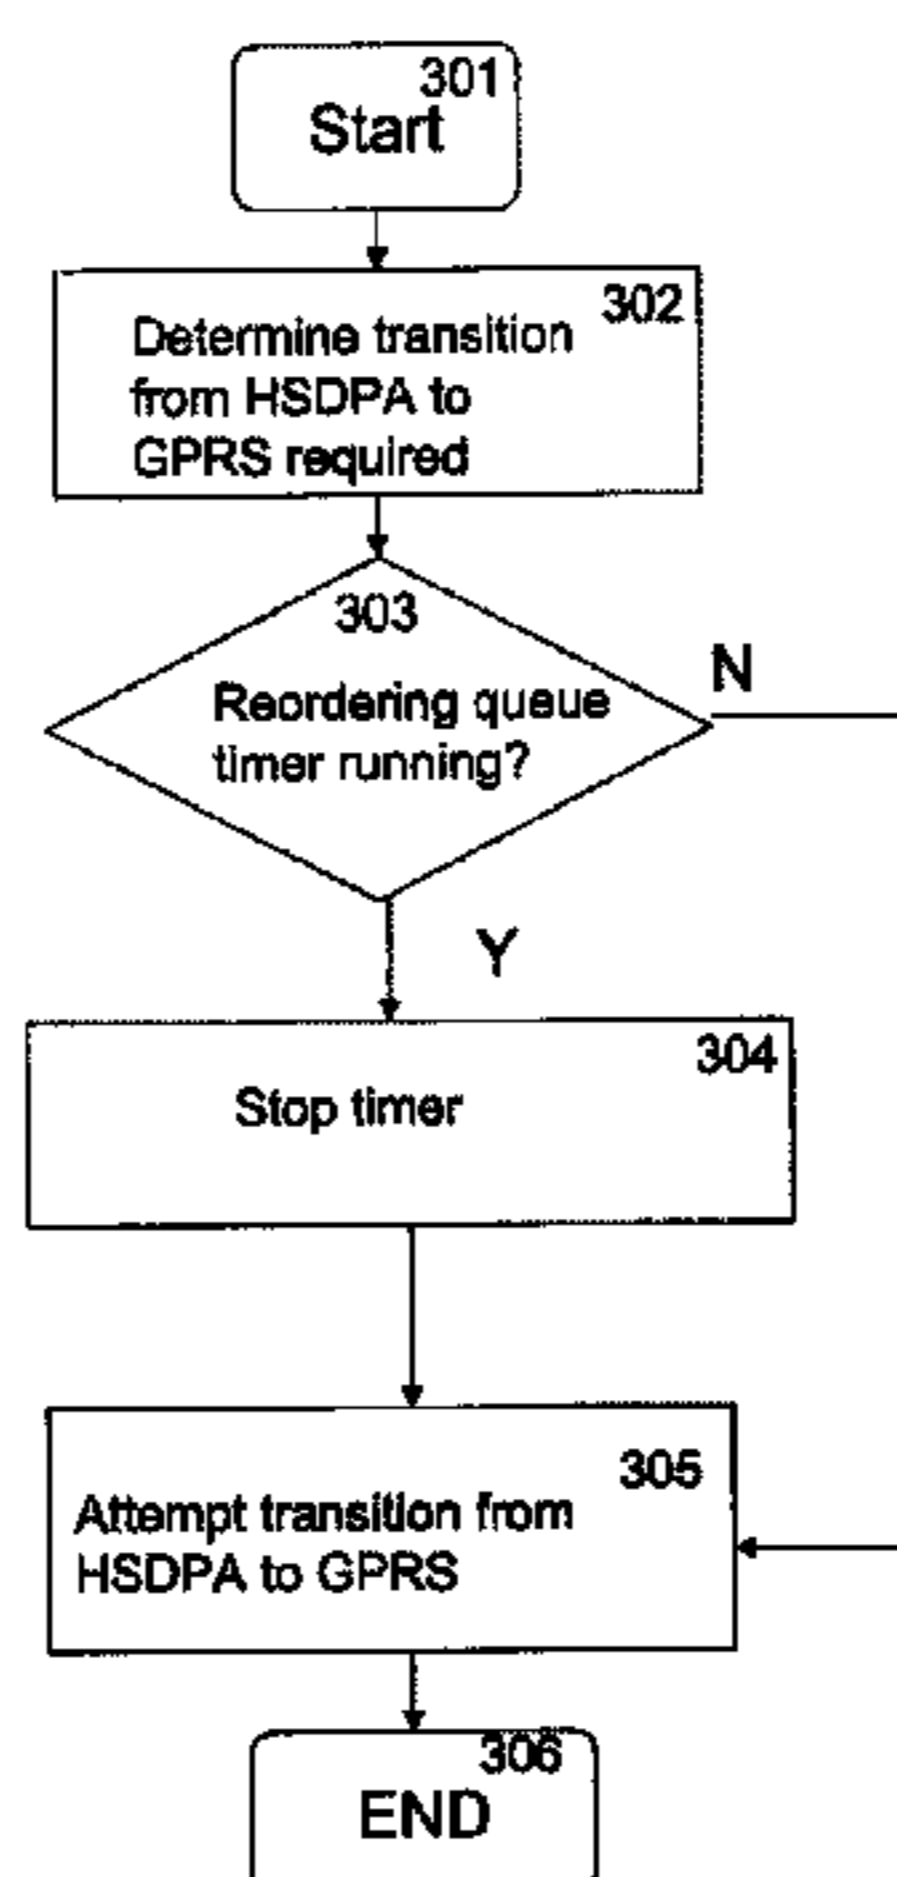 301
Start
302
Determine transition
from HSDPA to
GPRS required
303
Reordering queue
timer running?
N
Y
304
Stop timer
305
Attempt transition from
HSDPA to GPRS
306
END